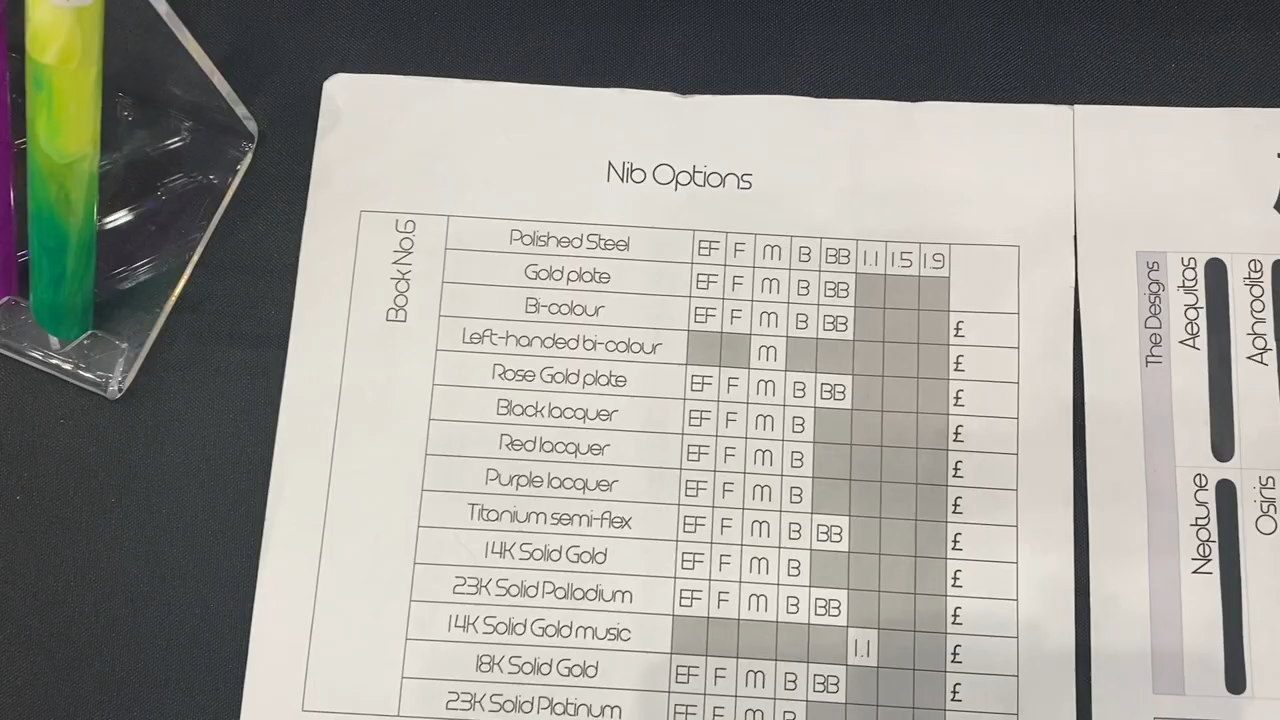 Nib Options
Bock No.6
Polished Steel EF F M B BB 1.1 1.5 1.9
Gold plate EF F M B BB
Bi-colour EF F M B BB £
Left-handed bi-colour M £
Rose Gold plate EF F M B BB £
Black lacquer EF F M B £
Red lacquer EF F M B £
Purple lacquer EF F M B £
Titanium semi-flex EF F M B BB £
14K Solid Gold EF F M B £
23K Solid Palladium EF F M B BB £
14K Solid Gold music 1.1 £
18K Solid Gold EF F M B BB £
23K Solid Platinum EF F M B
The Designs
Aequitas
Aphrodite
Neptune
Osiris